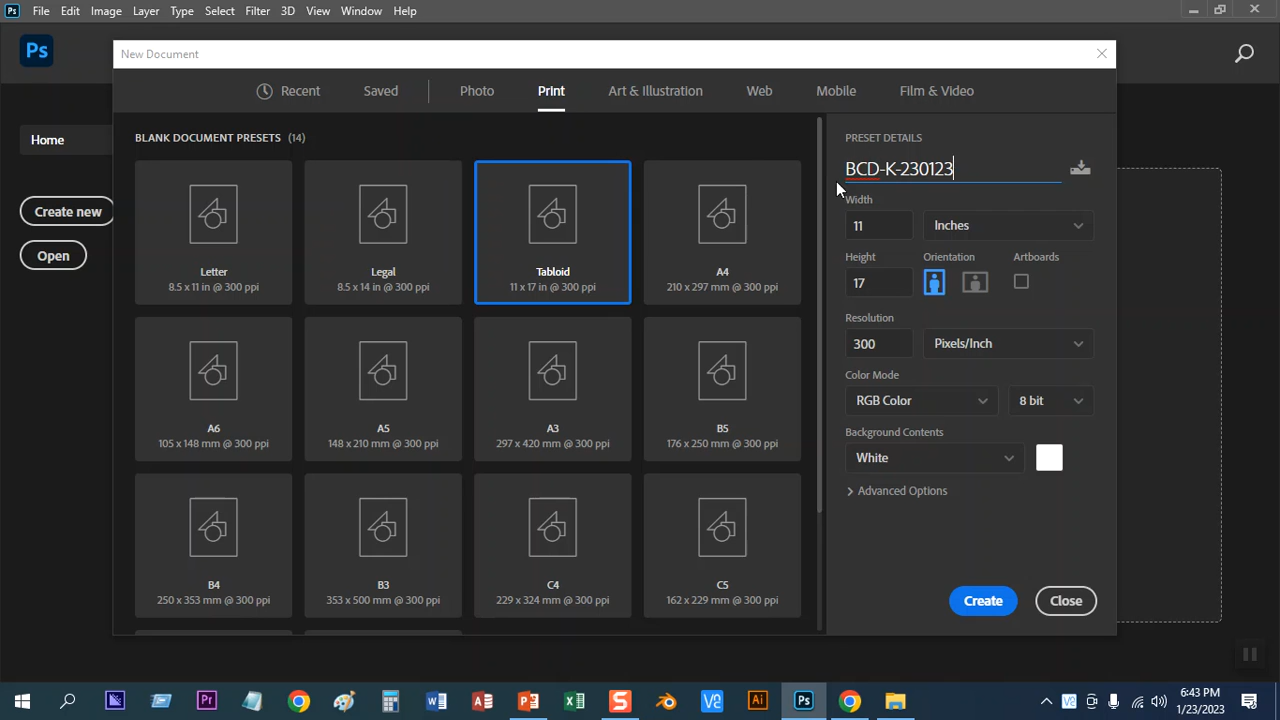 Ps File Edit Image Layer Type Select Filter 3D View Window Help
Ps
New Document
Recent Saved Photo Print Art & Illustration Web Mobile Film & Video
Home
Create new
Open
BLANK DOCUMENT PRESETS (14)
Letter
8.5 x 11 in @ 300 ppi
Legal
8.5 x 14 in @ 300 ppi
Tabloid
11 x 17 in @ 300 ppi
A4
210 x 297 mm @ 300 ppi
A6
105 x 148 mm @ 300 ppi
A5
148 x 210 mm @ 300 ppi
A3
297 x 420 mm @ 300 ppi
B5
176 x 250 mm @ 300 ppi
B4
250 x 353 mm @ 300 ppi
B3
353 x 500 mm @ 300 ppi
C4
229 x 324 mm @ 300 ppi
C5
162 x 229 mm @ 300 ppi
PRESET DETAILS
BCD-K-230123
Width
11 Inches
Height Orientation Artboards
17
Resolution
300 Pixels/Inch
Color Mode
RGB Color 8 bit
Background Contents
White
Advanced Options
Create Close
Pr Ai Ps
6:43 PM
1/23/2023